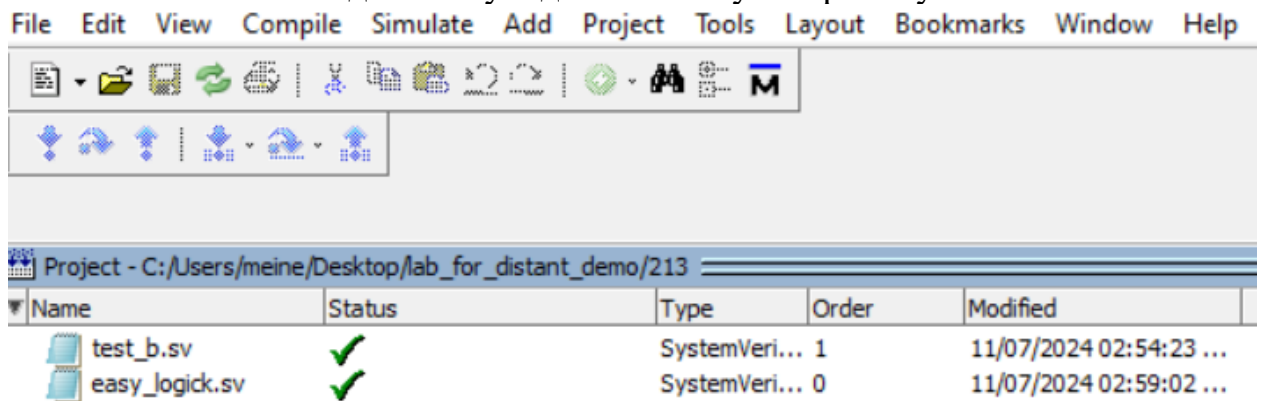 File Edit View Compile Simulate Add Project Tools Layout Bookmarks Window Help
M
Project - C:/Users/meine/Desktop/lab_for_distant_demo/213
Name Status Type Order Modified
test_b.sv SystemVeri... 1 11/07/2024 02:54:23 ...
easy_logick.sv SystemVeri... 0 11/07/2024 02:59:02 ...